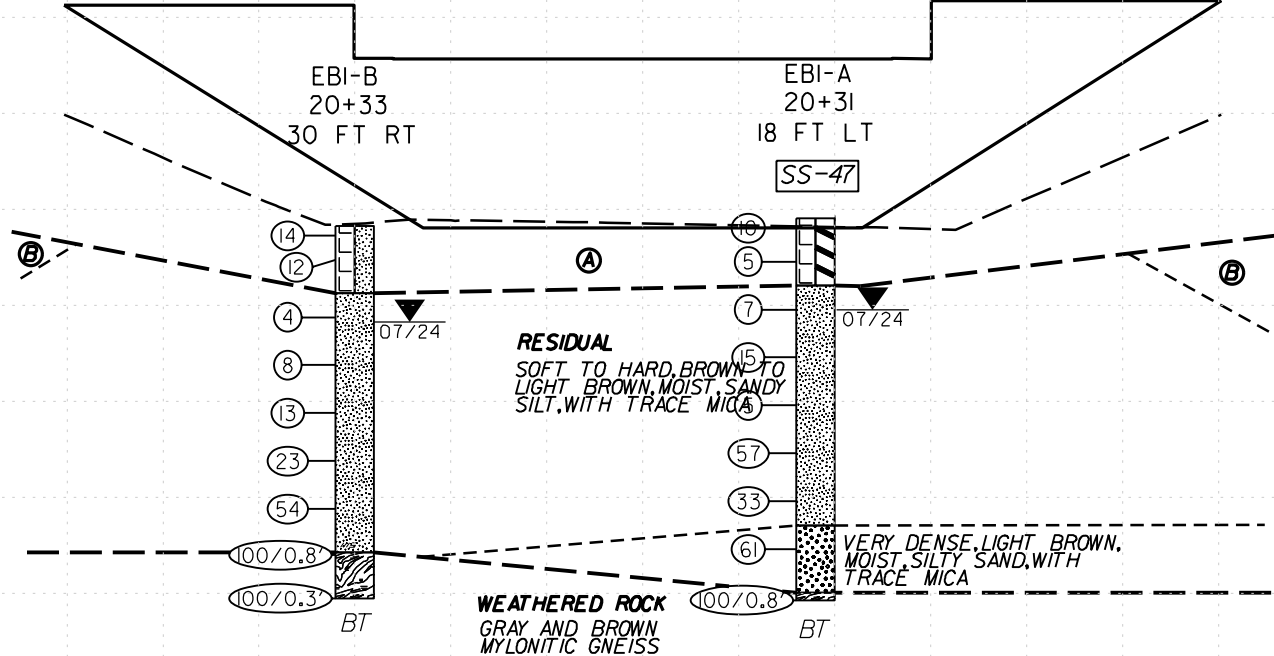 EB1-B
20+33
30 FT RT
EB1-A
20+31
18 FT LT
SS-47
14
12
4
8
13
23
54
100/0.8'
100/0.3'
BT
B
A
B
07/24
07/24
RESIDUAL
SOFT TO HARD,BROWN TO
LIGHT BROWN,MOIST,SANDY
SILT,WITH TRACE MICA
10
5
7
15
57
33
61
100/0.8'
BT
VERY DENSE,LIGHT BROWN,
MOIST,SILTY SAND,WITH
TRACE MICA
WEATHERED ROCK
GRAY AND BROWN
MYLONITIC GNEISS